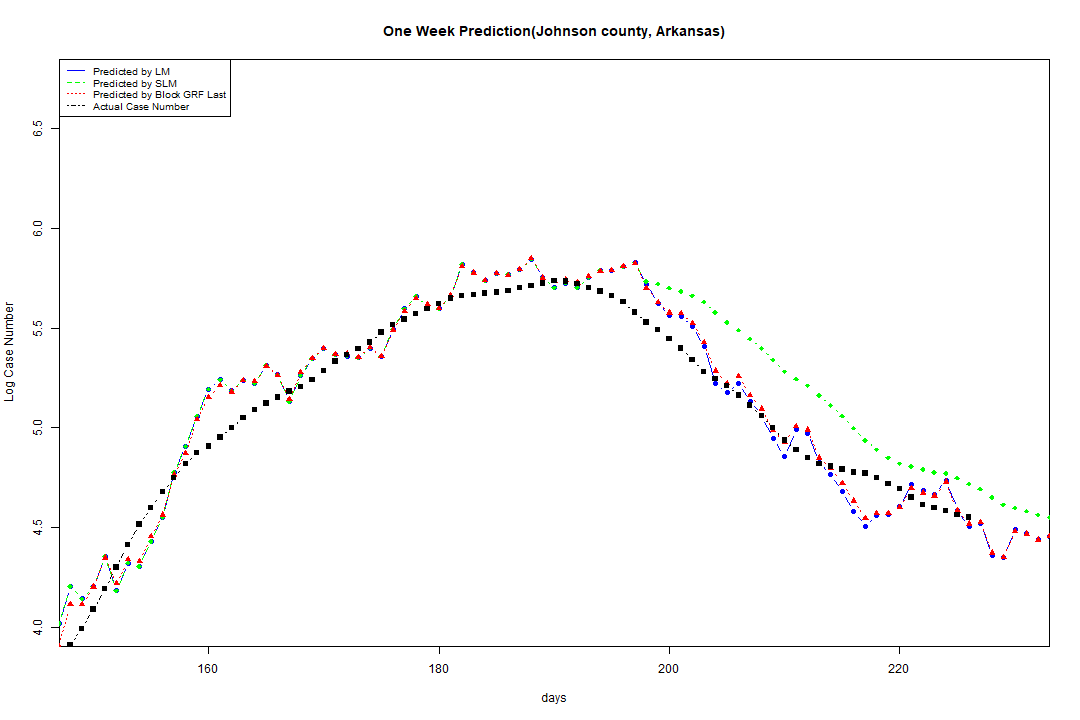 One Week Prediction(Johnson county, Arkansas)
Predicted by LM
Predicted by SLM
Predicted by Block GRF Last
Actual Case Number
6.5
6.0
5.5
5.0
4.5
4.0
Log Case Number
160
180
200
220
days